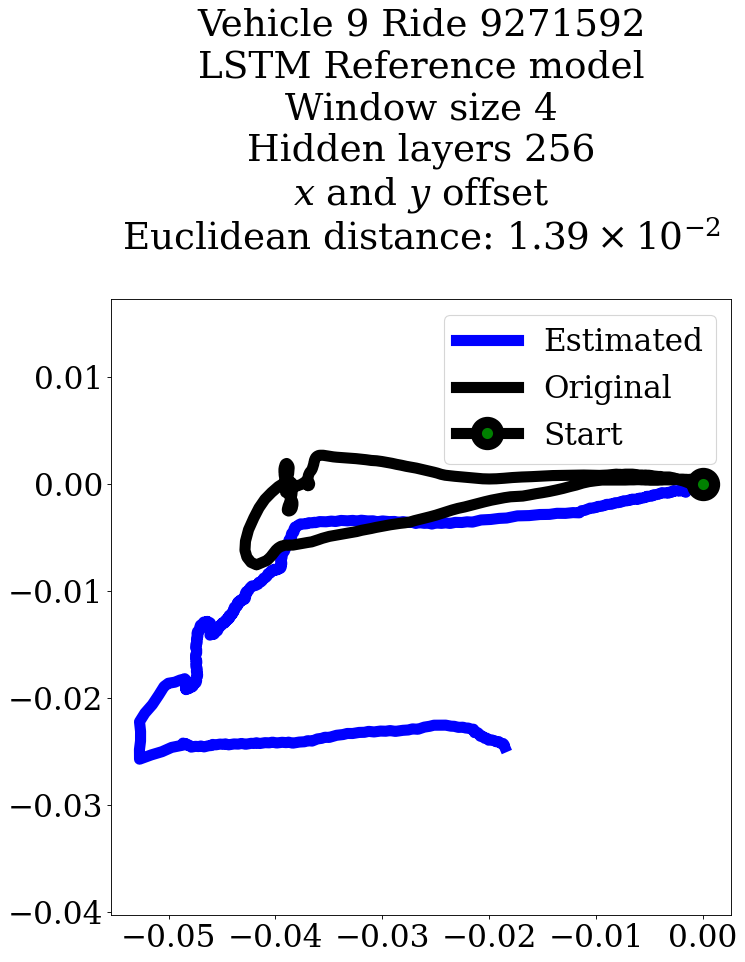 Vehicle 9 Ride 9271592
LSTM Reference model
Window size 4
Hidden layers 256
x and y offset
Euclidean distance: 1.39 × 10⁻²
Estimated
Original
Start
0.01
0.00
−0.01
−0.02
−0.03
−0.04
−0.05 −0.04 −0.03 −0.02 −0.01 0.00